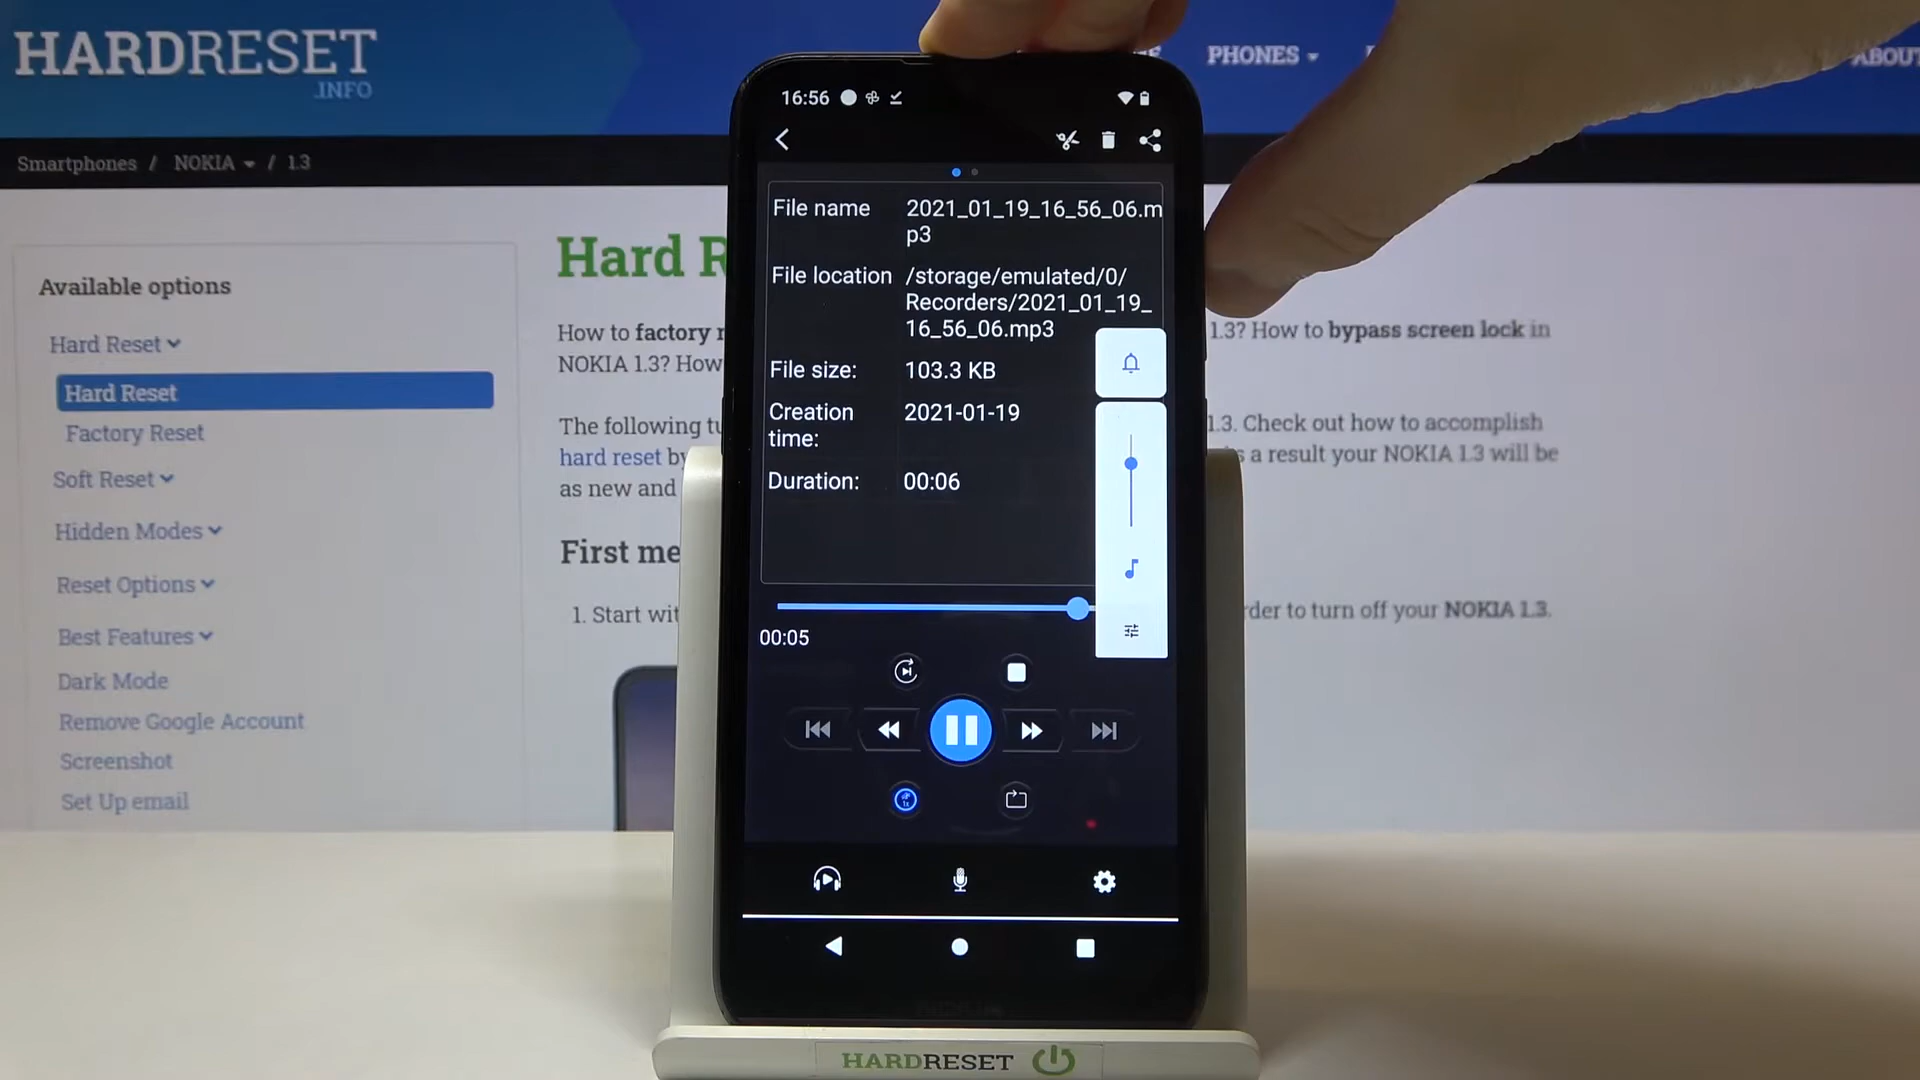 HARDRESET
.INFO
PHONES
ABOU
Smartphones / NOKIA / 1.3
Available options
Hard Reset
Hard Reset
Factory Reset
Soft Reset
Hidden Modes
Reset Options
Best Features
Dark Mode
Remove Google Account
Screenshot
Set Up email
Hard R
How to factory r
1.3? How to bypass screen lock in
NOKIA 1.3? How
The following tu
1.3. Check out how to accomplish
hard reset by
s a result your NOKIA 1.3 will be
as new and
First me
1. Start wit
rder to turn off your NOKIA 1.3.
16:56
File name 2021_01_19_16_56_06.m
p3
File location /storage/emulated/0/
Recorders/2021_01_19_
16_56_06.mp3
File size: 103.3 KB
Creation 2021-01-19
time:
Duration: 00:06
00:05
1x
HARDRESET